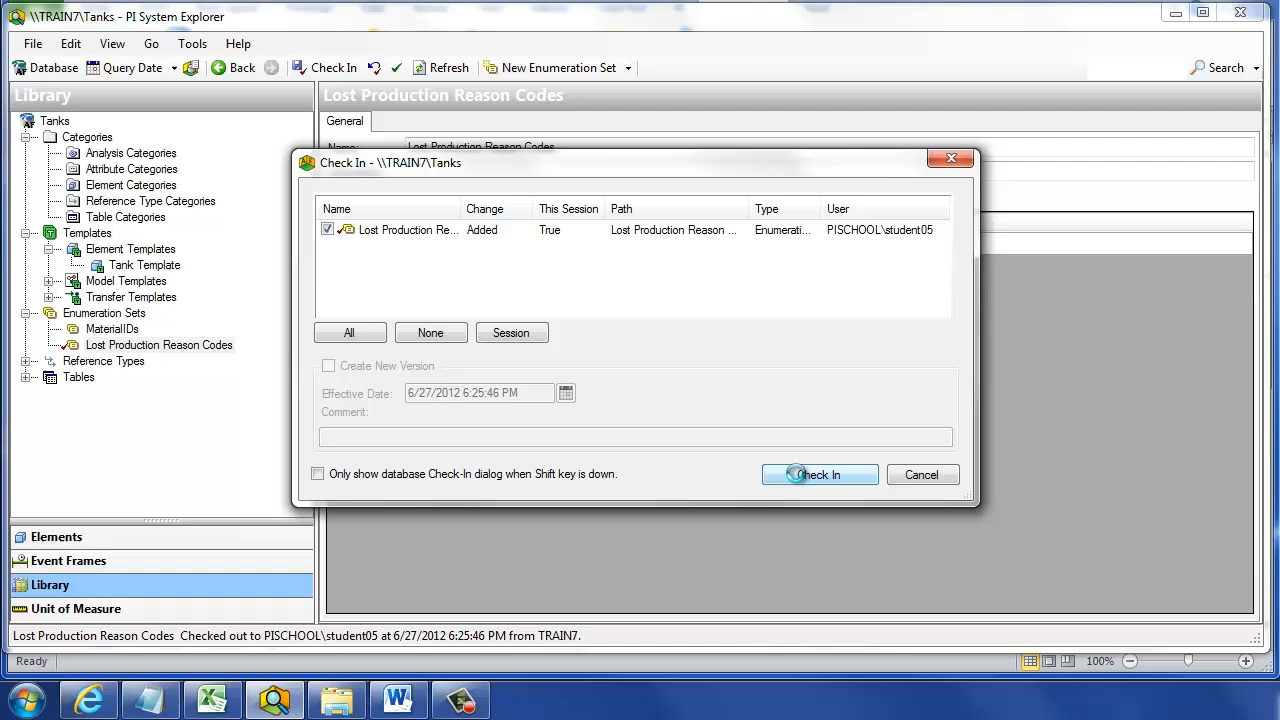 \\TRAIN7\Tanks - PI System Explorer
File Edit View Go Tools Help
Database Query Date Back Check In Refresh New Enumeration Set Search
Library
Lost Production Reason Codes
Tanks
General
Categories
Name: Lost Production Reason Codes
Analysis Categories
Check In - \\TRAIN7\Tanks
Attribute Categories
Element Categories
Reference Type Categories
Name Change This Session Path Type User
Table Categories
Lost Production Re... Added True Lost Production Reason ... Enumerati... PISCHOOL\student05
Templates
Element Templates
Tank Template
Model Templates
Transfer Templates
Enumeration Sets
MaterialIDs
All None Session
Lost Production Reason Codes
Reference Types
Create New Version
Tables
Effective Date: 6/27/2012 6:25:46 PM
Comment:
Only show database Check-In dialog when Shift key is down.
Check In Cancel
Elements
Event Frames
Library
Unit of Measure
Lost Production Reason Codes Checked out to PISCHOOL\student05 at 6/27/2012 6:25:46 PM from TRAIN7.
Ready 100%